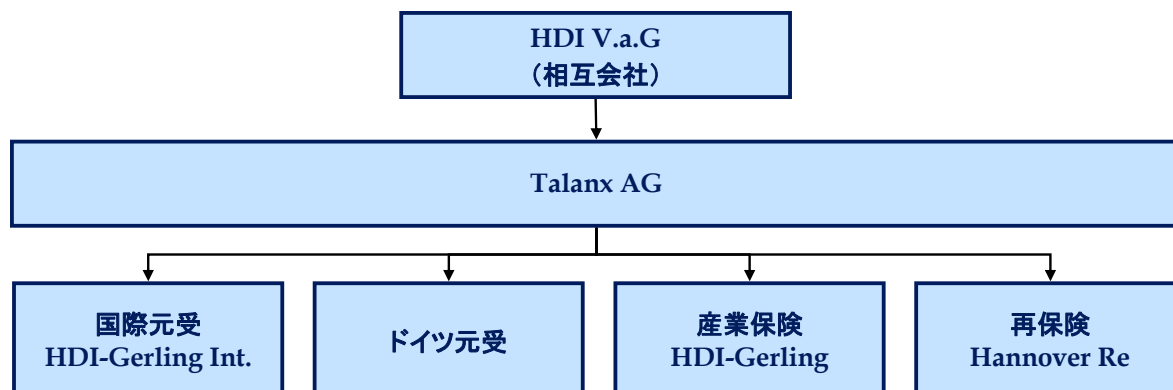 HDI V.a.G
（相互会社）
Talanx AG
国際元受
HDI-Gerling Int.
ドイツ元受
産業保険
HDI-Gerling
再保険
Hannover Re